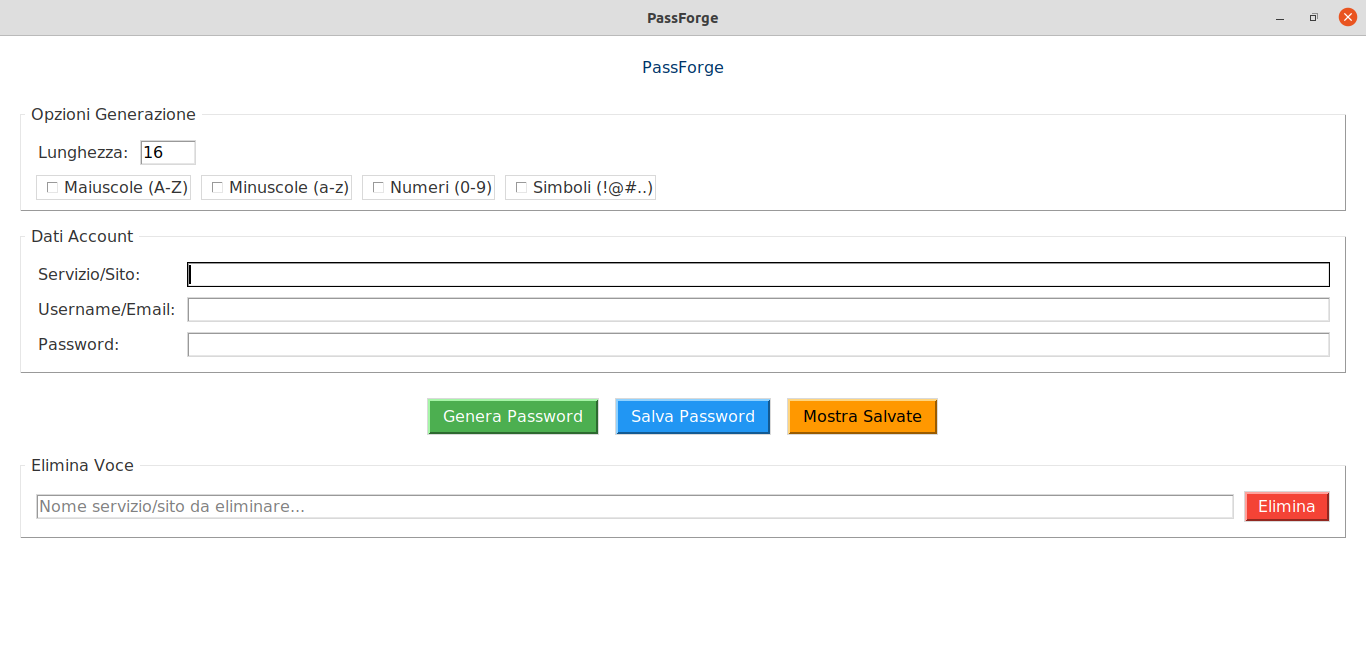 PassForge
PassForge
Opzioni Generazione
Lunghezza: 16
Maiuscole (A-Z) Minuscole (a-z) Numeri (0-9) Simboli (!@#..)
Dati Account
Servizio/Sito:
Username/Email:
Password:
Genera Password Salva Password Mostra Salvate
Elimina Voce
Nome servizio/sito da eliminare... Elimina